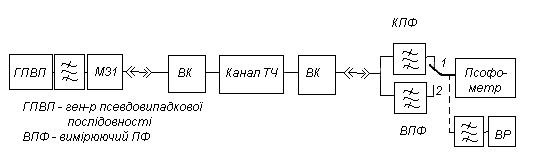 КПФ
ГПВП
МЗ1
ВК
Канал ТЧ
ВК
1
Псофо-
метр
2
ВПФ
ВР
ГПВП - ген-р псевдовипадкової
послідовності
ВПФ - вимірюючий ПФ